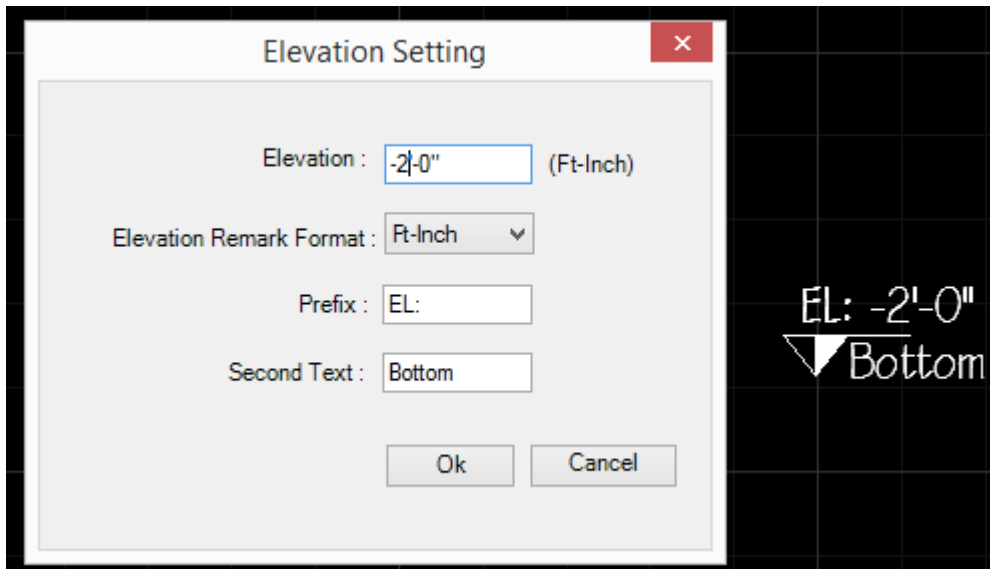 Elevation Setting
Elevation : -2'-0" (Ft-Inch)
Elevation Remark Format : Ft-Inch
Prefix : EL:
Second Text : Bottom
Ok Cancel
EL: -2'-0"
Bottom